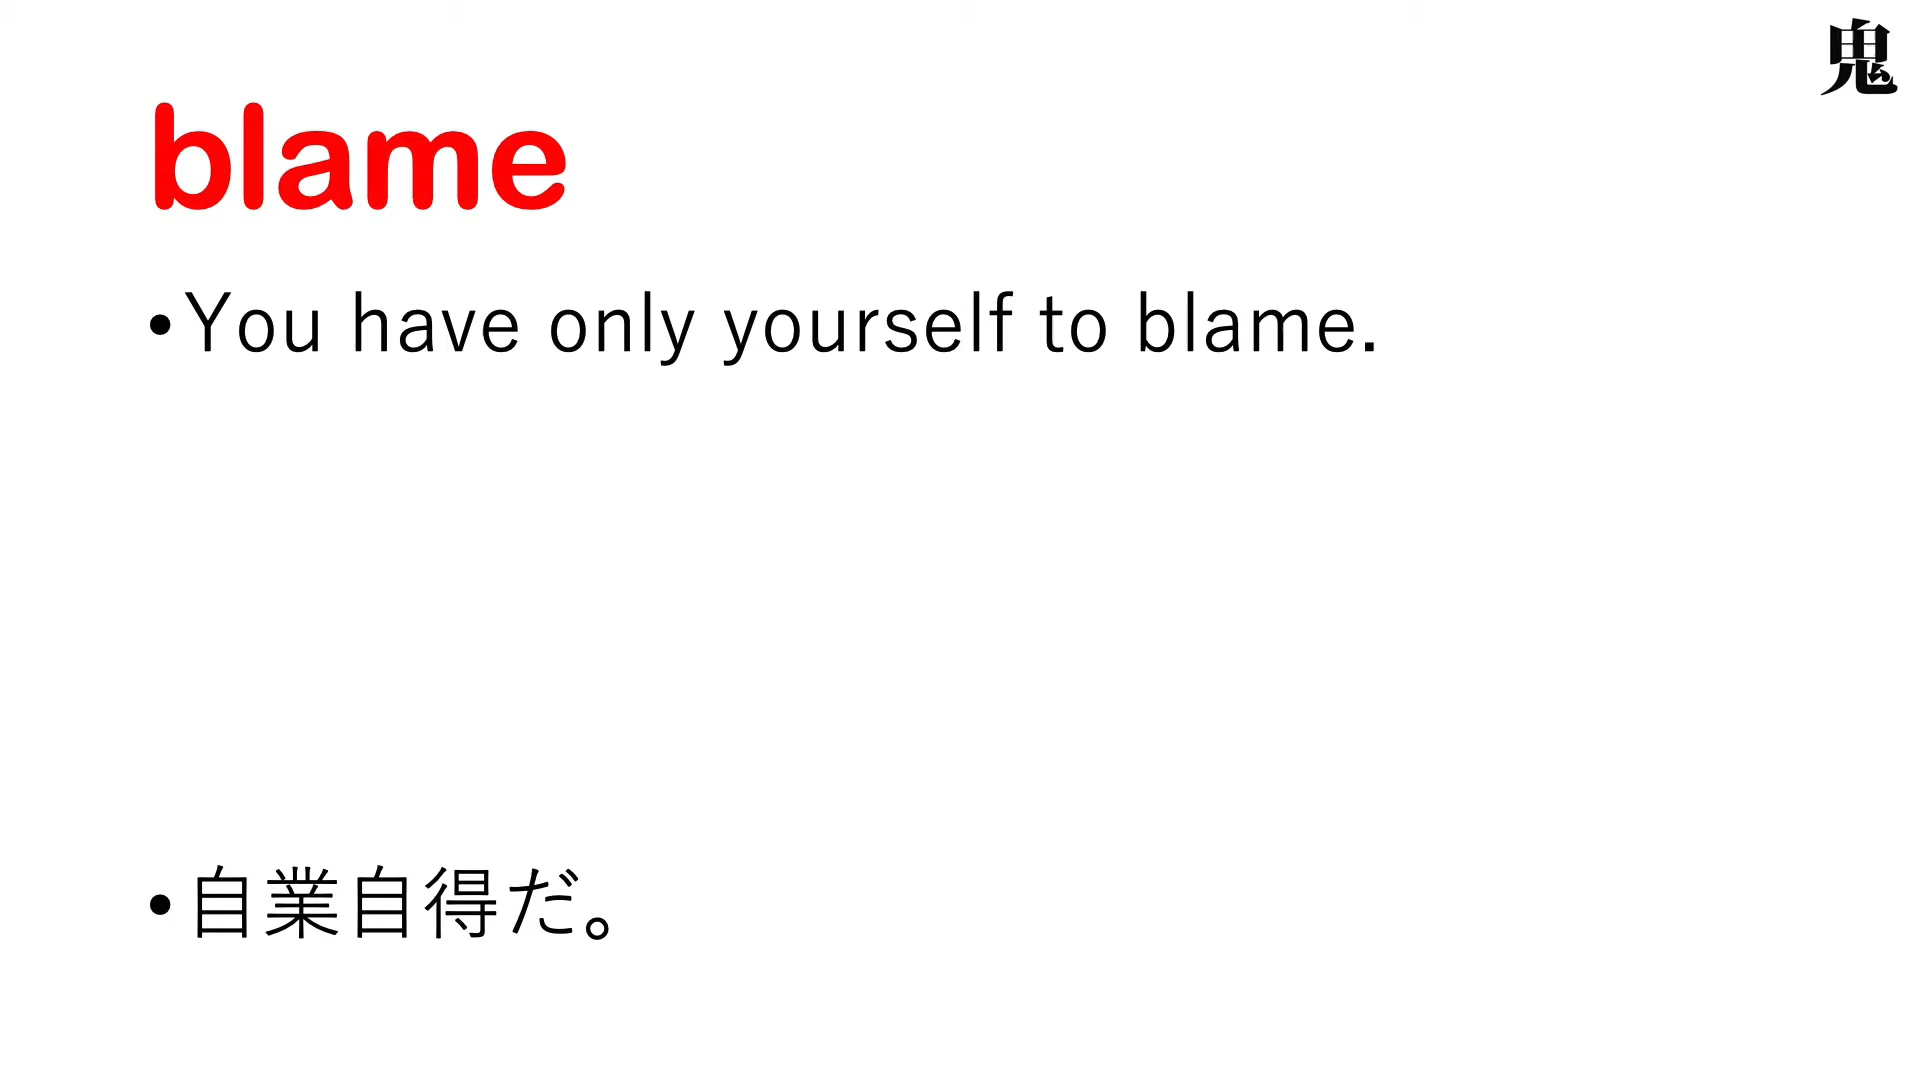 鬼
blame
•You have only yourself to blame.
•自業自得だ。